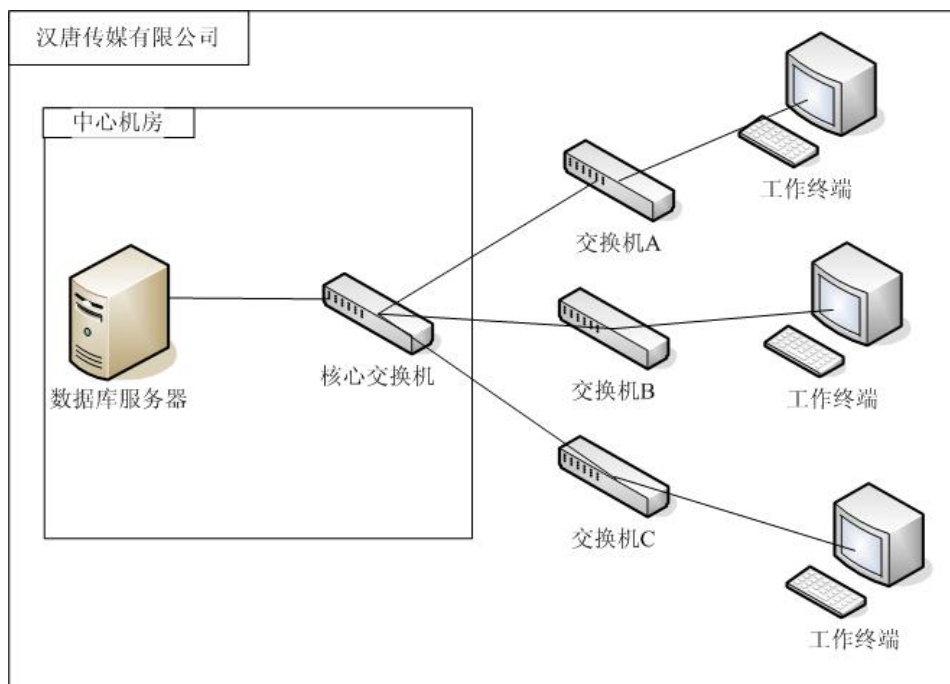 汉唐传媒有限公司
中心机房
工作终端
交换机A
数据库服务器
核心交换机
交换机B
工作终端
交换机C
工作终端